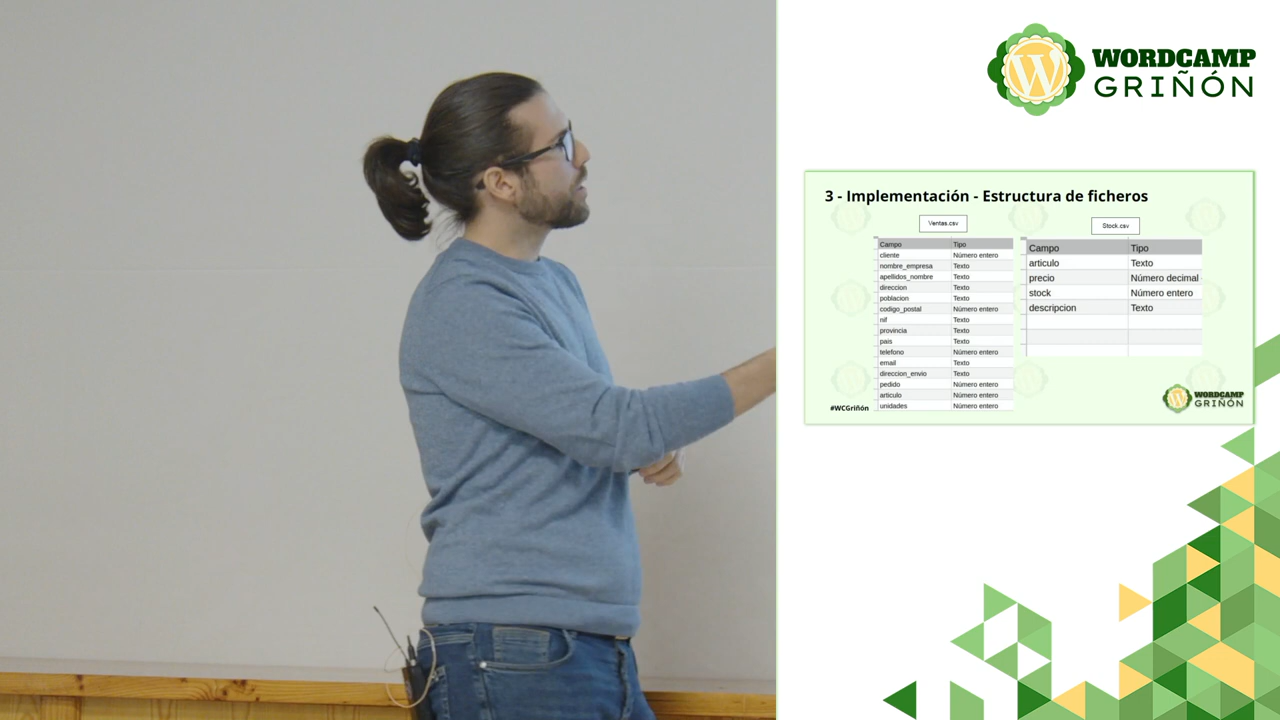 WORDCAMP
GRIÑÓN
3 - Implementación - Estructura de ficheros
Ventas.csv
Campo Tipo
cliente Número entero
nombre_empresa Texto
apellidos_nombre Texto
direccion Texto
poblacion Texto
codigo_postal Número entero
nif Texto
provincia Texto
pais Texto
telefono Número entero
email Texto
direccion_envio Texto
pedido Número entero
articulo Número entero
unidades Número entero
Stock.csv
Campo Tipo
articulo Texto
precio Número decimal
stock Número entero
descripcion Texto
#WCGriñón
WORDCAMP
GRIÑÓN